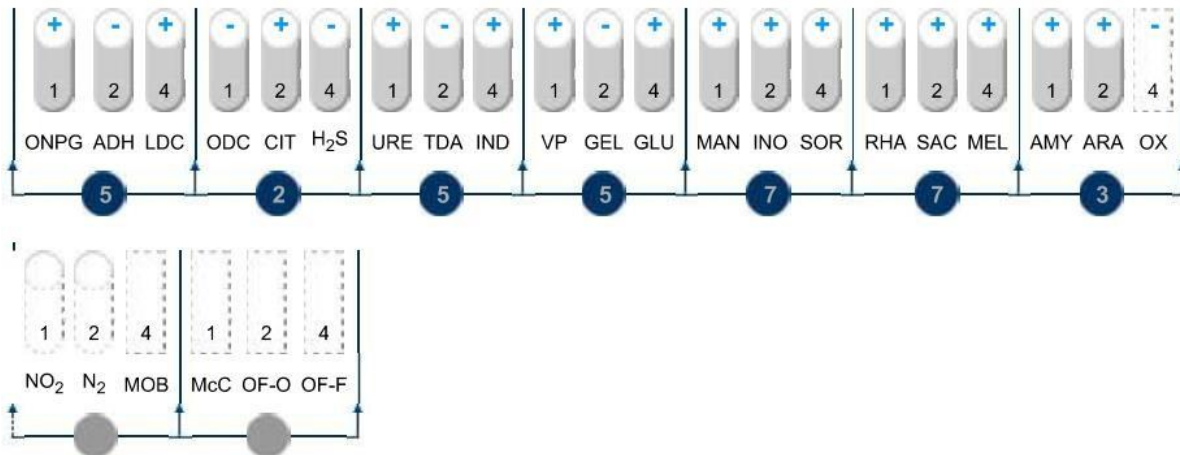 + - + - + - + - + + - + + + + + + + + + -
1 2 4 1 2 4 1 2 4 1 2 4 1 2 4 1 2 4 1 2 4
ONPG ADH LDC ODC CIT H₂S URE TDA IND VP GEL GLU MAN INO SOR RHA SAC MEL AMY ARA OX
5 2 5 5 7 7 3
1 2 4 1 2 4
NO₂ N₂ MOB McC OF-O OF-F